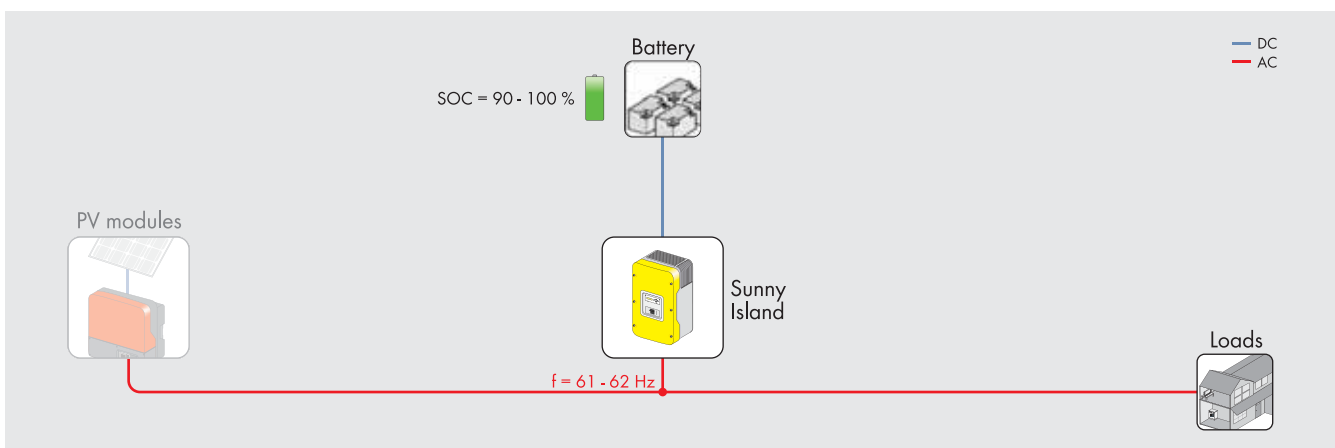 Battery
DC
AC
SOC = 90 - 100 %
PV modules
Sunny
Island
Loads
f = 61 - 62 Hz